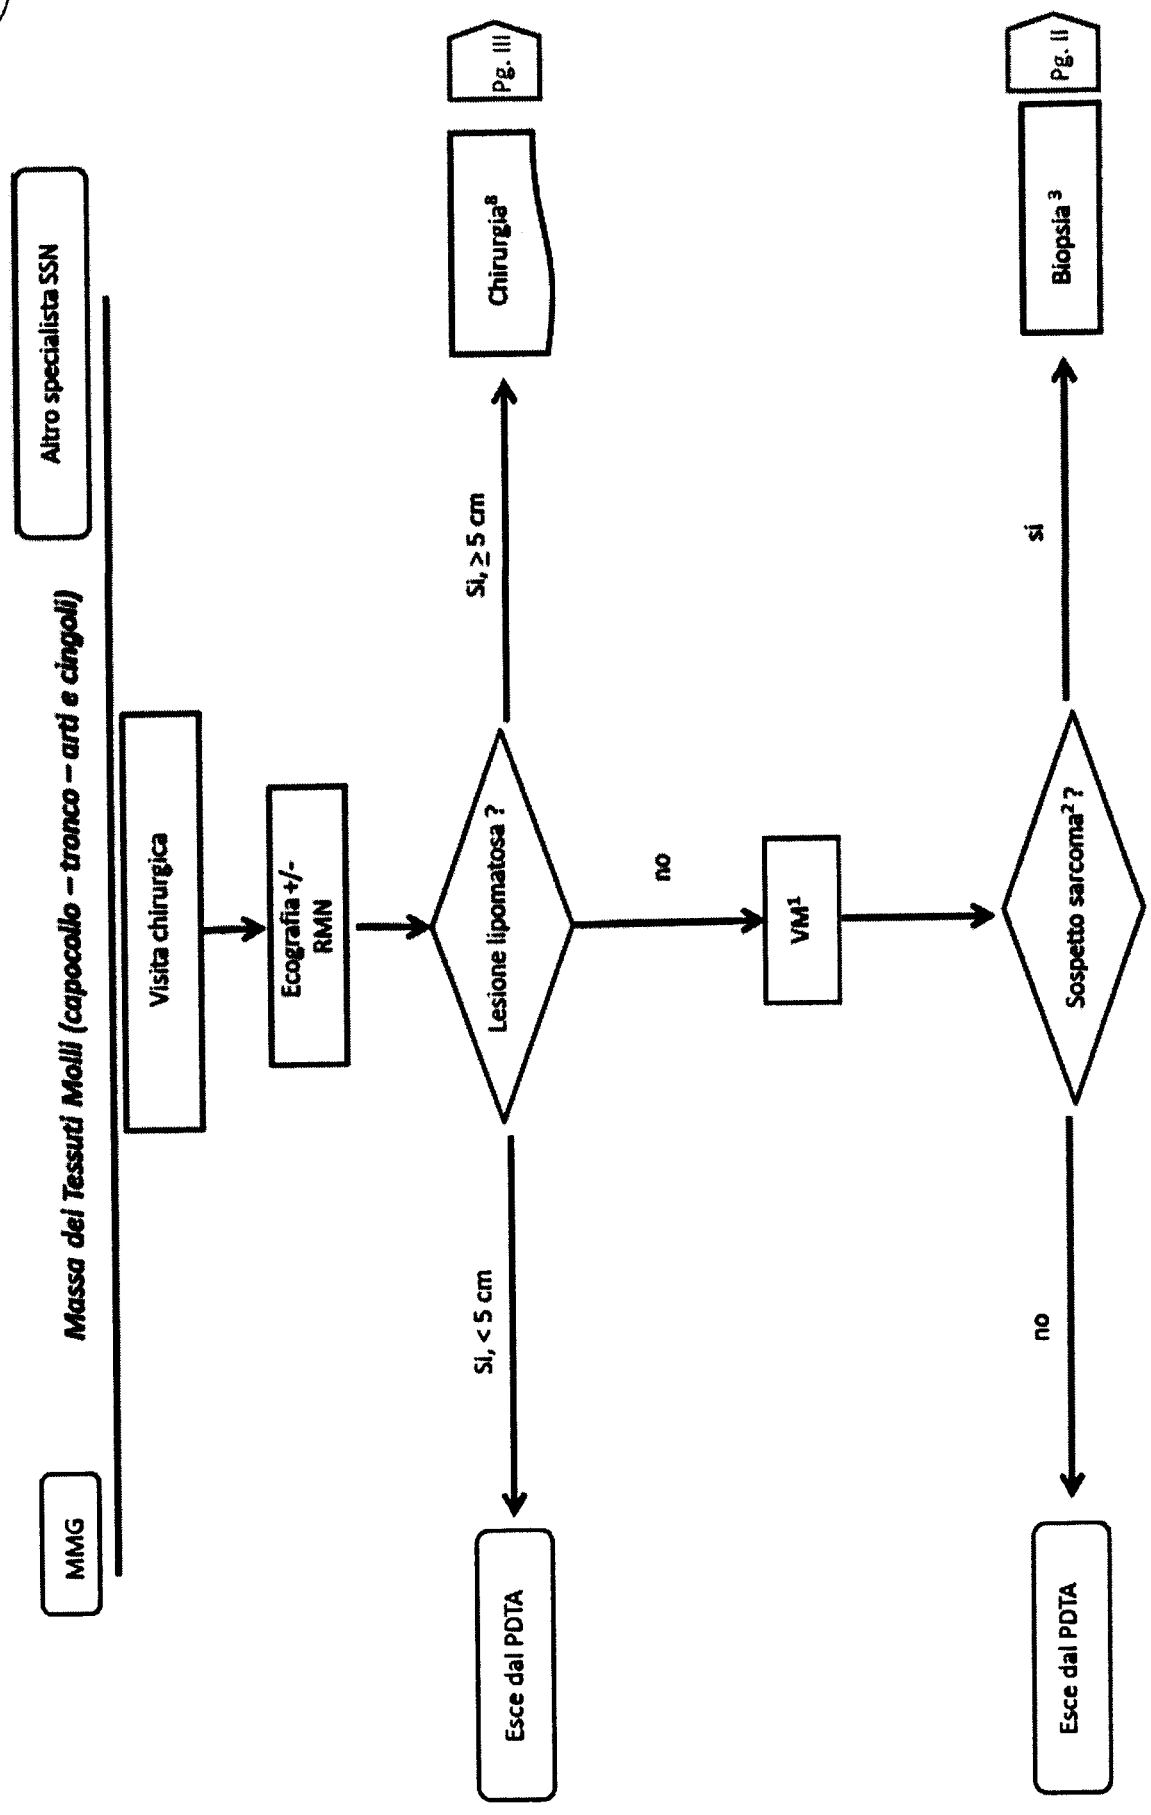 MMG
Massa dei Tessuti Molli (capocollo – tronco – arti e cingoli)
Altro specialista SSN
Visita chirurgica
Ecografia +/-
RMN
Lesione lipomatosa ?
Si, < 5 cm
Esce dal PDTA
Si, ≥ 5 cm
Chirurgia⁸
Pg. III
no
VM¹
Sospetto sarcoma² ?
no
Esce dal PDTA
si
Biopsia ³
Pg. II